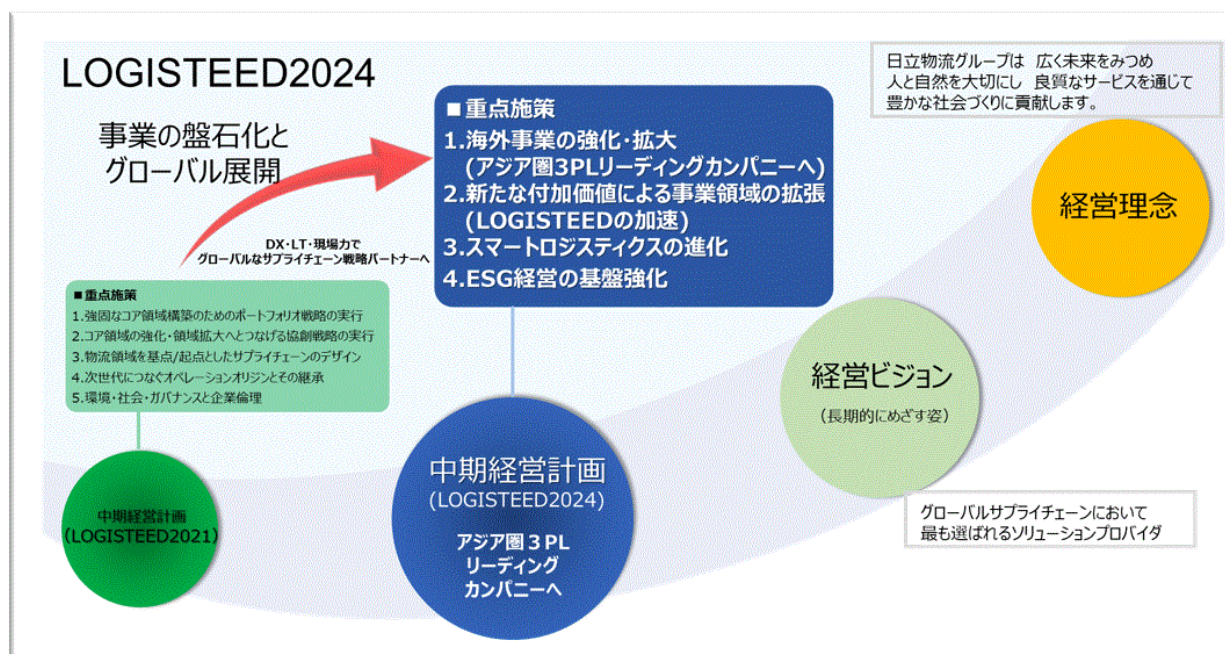 LOGISTEED2024
事業の盤石化と
グローバル展開
DX・LT・現場力で
グローバルなサプライチェーン戦略パートナーへ
■重点施策
1.強固なコア領域構築のためのポートフォリオ戦略の実行
2.コア領域の強化・領域拡大へとつなげる協創戦略の実行
3.物流領域を基点/起点としたサプライチェーンのデザイン
4.次世代につなぐオペレーションオリジンとその継承
5.環境・社会・ガバナンスと企業倫理
中期経営計画
(LOGISTEED2021)
■重点施策
1.海外事業の強化・拡大
(アジア圏3PLリーディングカンパニーへ)
2.新たな付加価値による事業領域の拡張
(LOGISTEEDの加速)
3.スマートロジスティクスの進化
4.ESG経営の基盤強化
中期経営計画
(LOGISTEED2024)
アジア圏3PL
リーディング
カンパニーへ
経営ビジョン
(長期的にめざす姿)
グローバルサプライチェーンにおいて
最も選ばれるソリューションプロバイダ
日立物流グループは 広く未来をみつめ
人と自然を大切にし 良質なサービスを通じて
豊かな社会づくりに貢献します。
経営理念